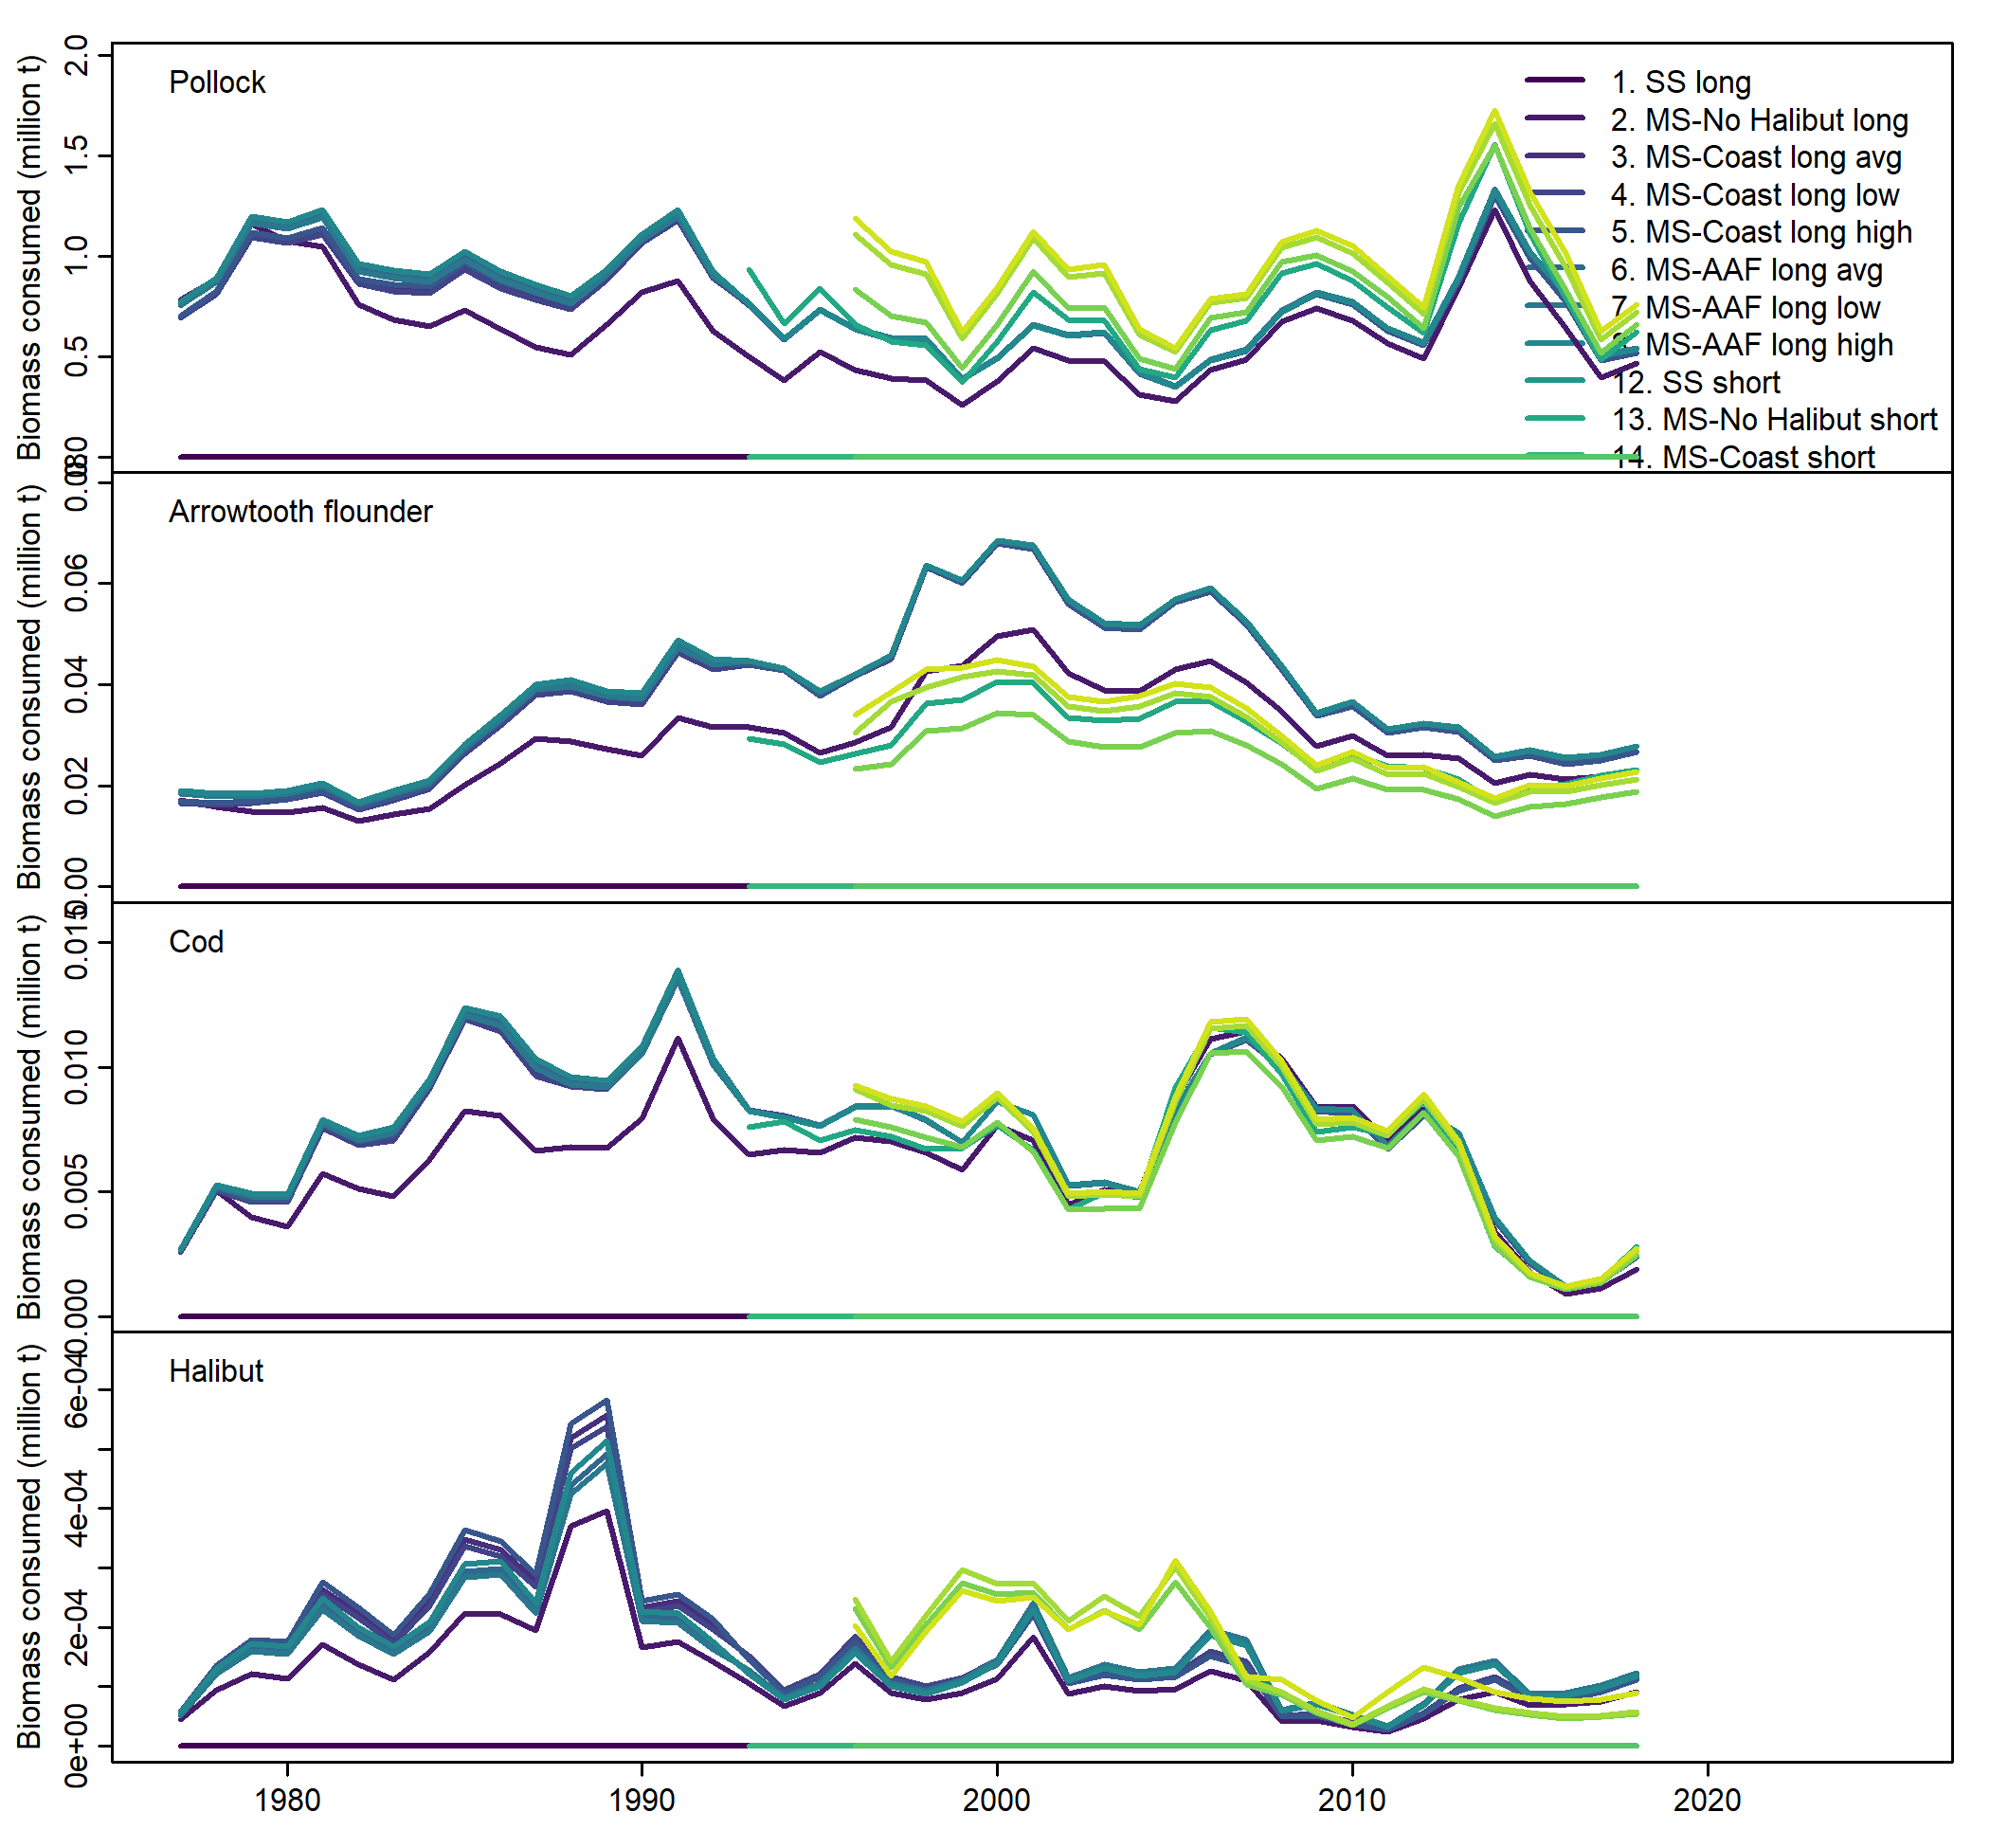 Pollock
1. SS long
2. MS-No Halibut long
3. MS-Coast long avg
4. MS-Coast long low
5. MS-Coast long high
6. MS-AAF long avg
7. MS-AAF long low
MS-AAF long high
12. SS short
13. MS-No Halibut short
14. MS-Coast short
Biomass consumed (million t)
2.0
1.5
1.0
0.5
Arrowtooth flounder
Biomass consumed (million t)
0.06
0.04
0.02
Cod
Biomass consumed (million t)
0.015
0.010
0.005
Halibut
Biomass consumed (million t)
6e-04
4e-04
2e-04
0e+00
1980 1990 2000 2010 2020